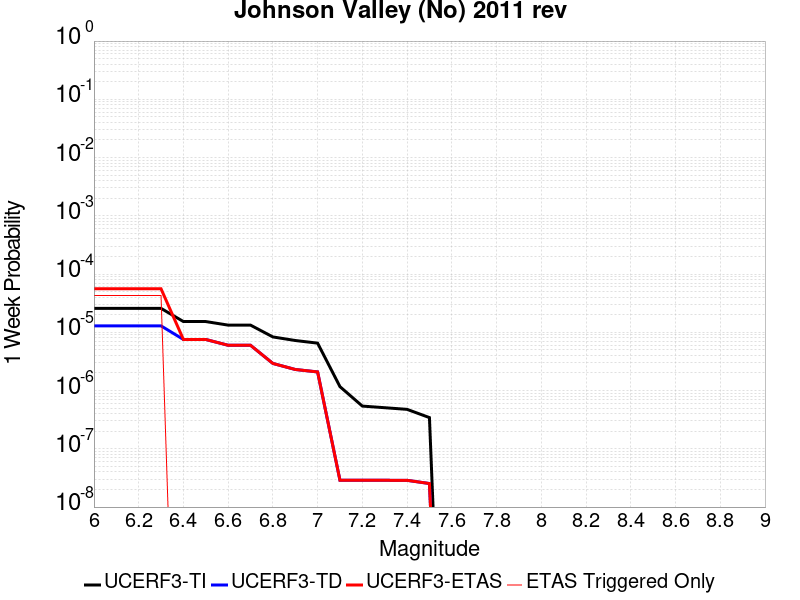 Johnson Valley (No) 2011 rev
1 Week Probability
10^0
10^-1
10^-2
10^-3
10^-4
10^-5
10^-6
10^-7
10^-8
6 6.2 6.4 6.6 6.8 7 7.2 7.4 7.6 7.8 8 8.2 8.4 8.6 8.8 9
Magnitude
UCERF3-TI UCERF3-TD UCERF3-ETAS ETAS Triggered Only